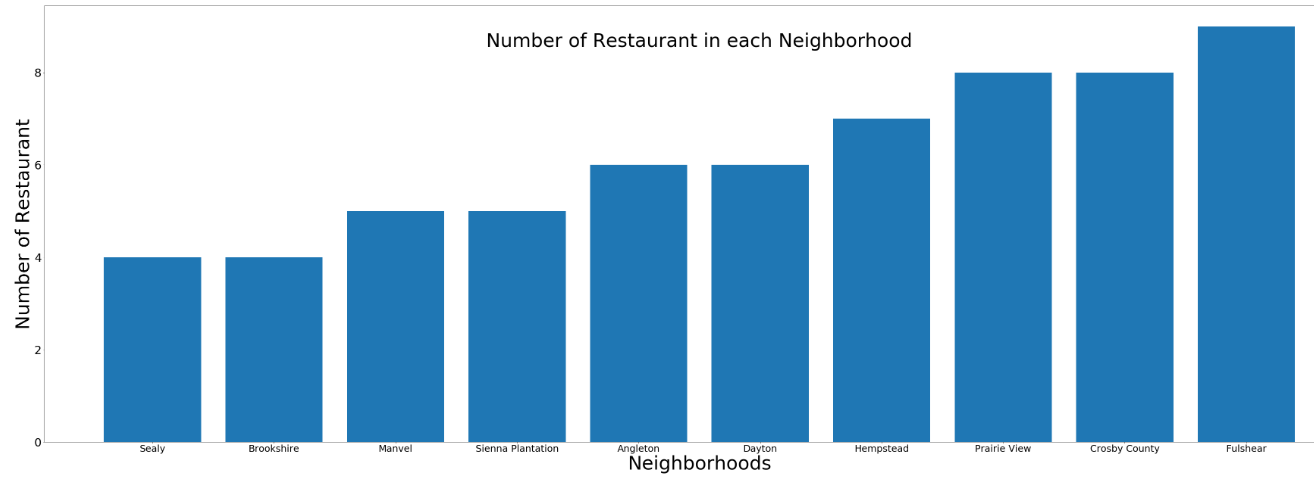 Number of Restaurant in each Neighborhood
Number of Restaurant
8
6
4
2
0
Sealy Brookshire Manvel Sienna Plantation Angleton Dayton Hempstead Prairie View Crosby County Fulshear
Neighborhoods